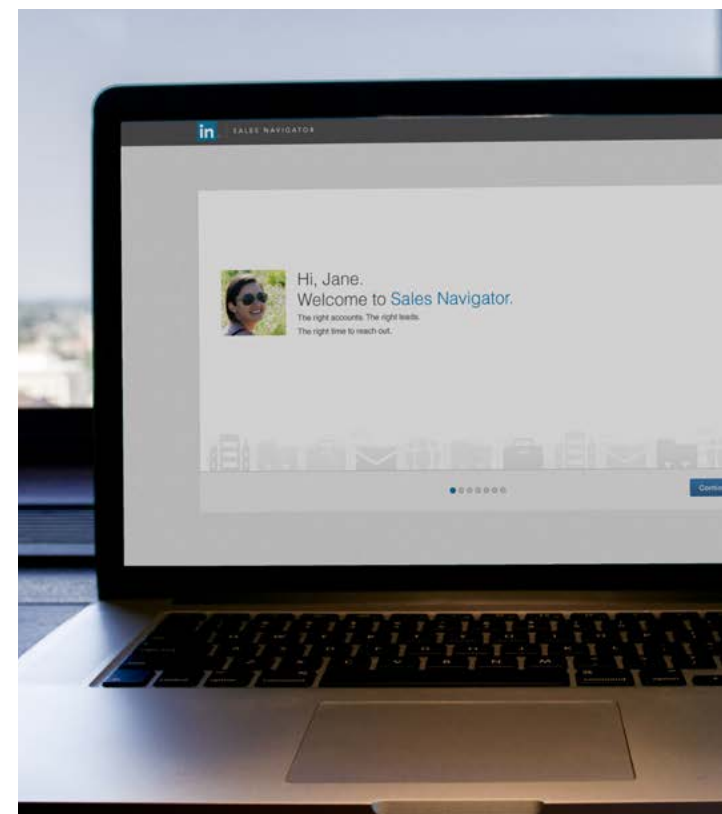 in SALES NAVIGATOR
Hi, Jane.
Welcome to Sales Navigator.
The right accounts. The right leads.
The right time to reach out.